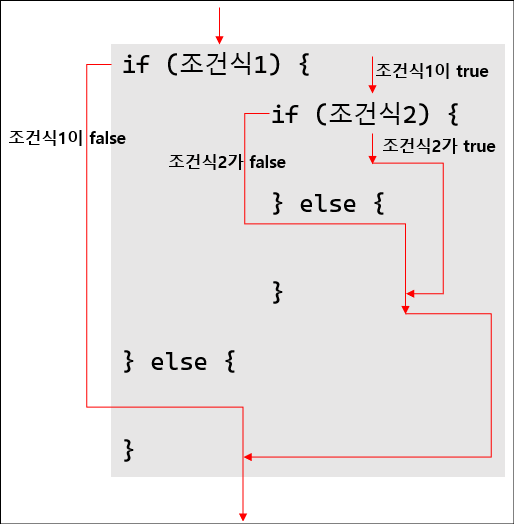 if (조건식1) {
조건식1이 true
if (조건식2) {
조건식1이 false
조건식2가 true
조건식2가 false
} else {
}
} else {
}